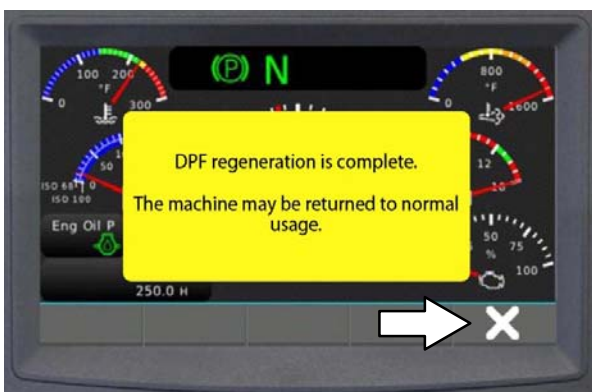 (P) N
100 200
°F
0 300
800
°F
0 1600
DPF regeneration is complete.
The machine may be returned to normal
usage.
50
0
ISO 68
ISO 100
12
Eng Oil P
50 75
%
100
250.0 H